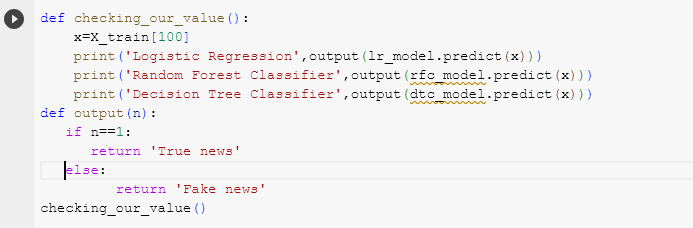 def checking_our_value():
    x=X_train[100]
    print('Logistic Regression',output(lr_model.predict(x)))
    print('Random Forest Classifier',output(rfc_model.predict(x)))
    print('Decision Tree Classifier',output(dtc_model.predict(x)))
def output(n):
   if n==1:
      return 'True news'
   else:
         return 'Fake news'
checking_our_value()